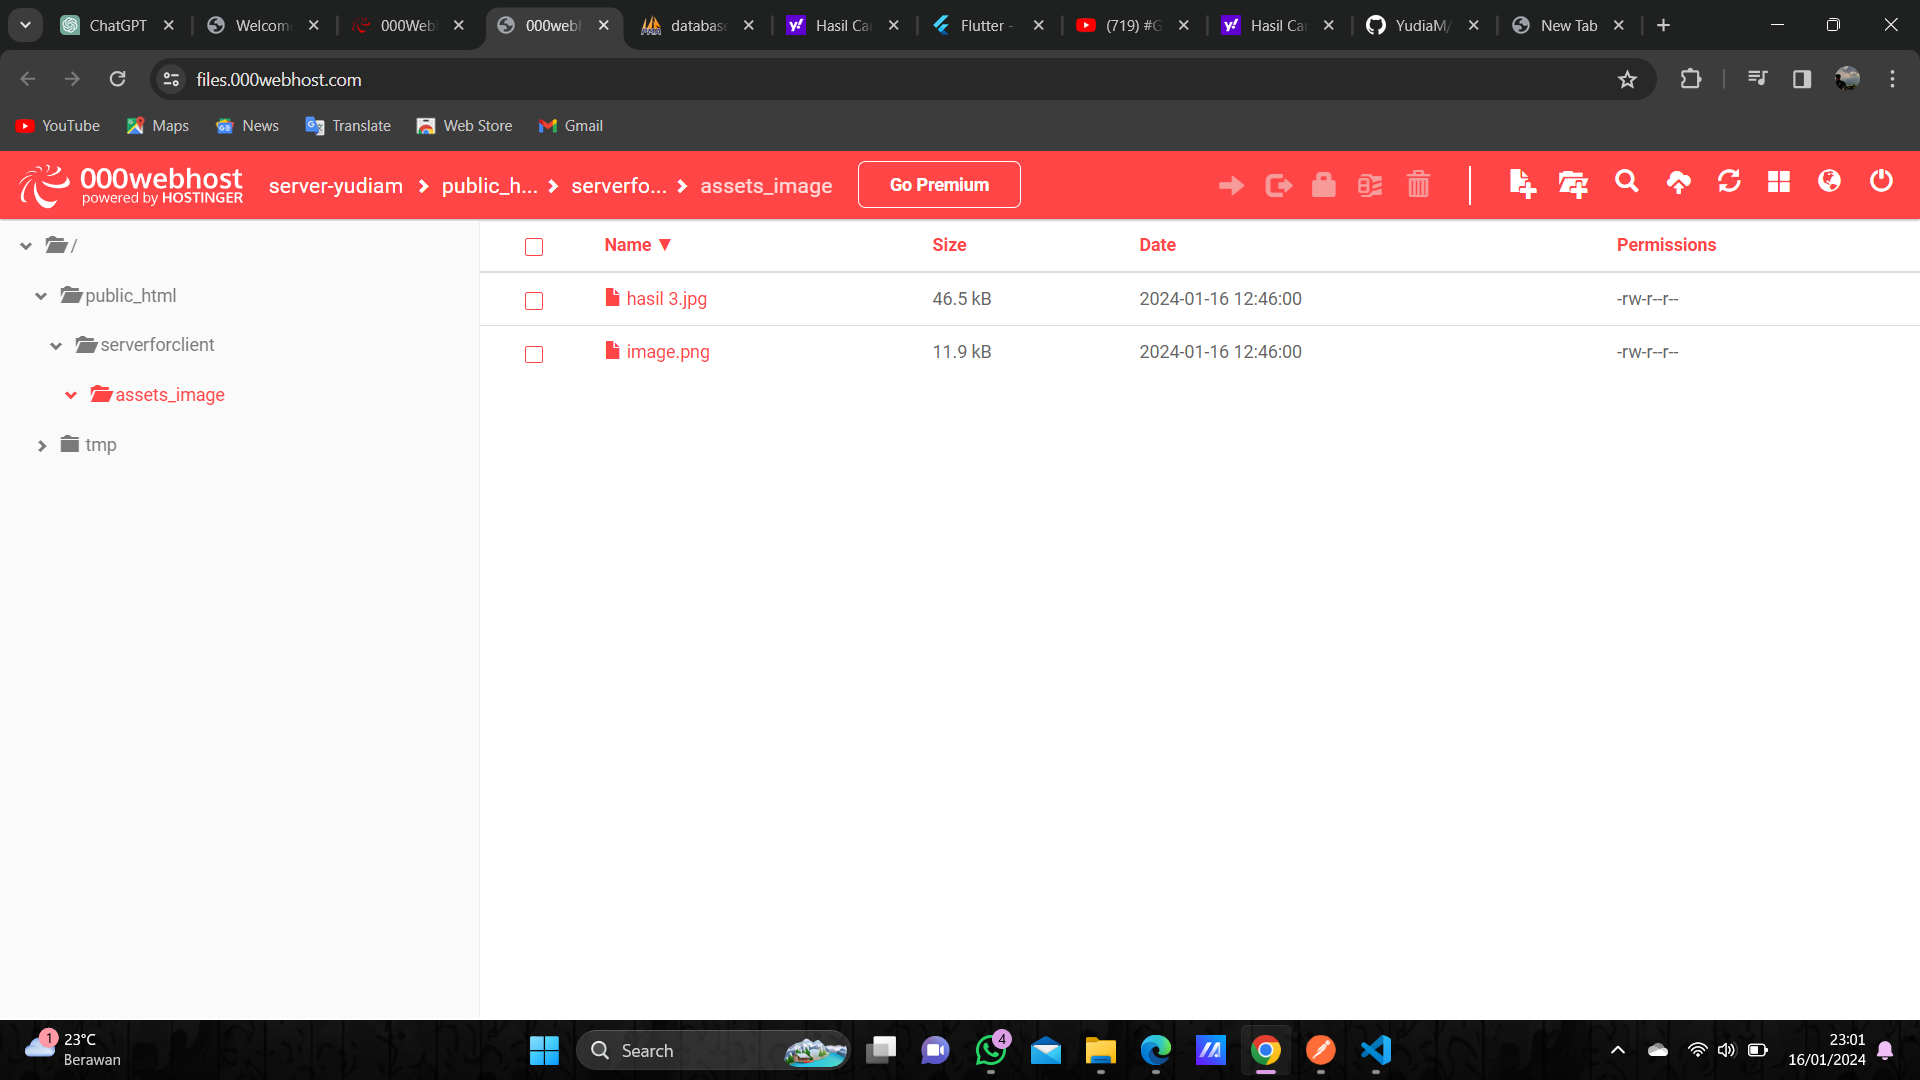 ChatGPT
Welcom
000Web
000web
databas
Hasil Ca
Flutter -
(719) #G
Hasil Ca
YudiaM/
New Tab
files.000webhost.com
YouTube
Maps
News
Translate
Web Store
Gmail
000webhost
powered by HOSTINGER
server-yudiam
public_h...
serverfo...
assets_image
Go Premium
/
public_html
serverforclient
assets_image
tmp
Name ▼ Size Date Permissions
hasil 3.jpg 46.5 kB 2024-01-16 12:46:00 -rw-r--r--
image.png 11.9 kB 2024-01-16 12:46:00 -rw-r--r--
1
23°C
Berawan
Search
4
23:01
16/01/2024